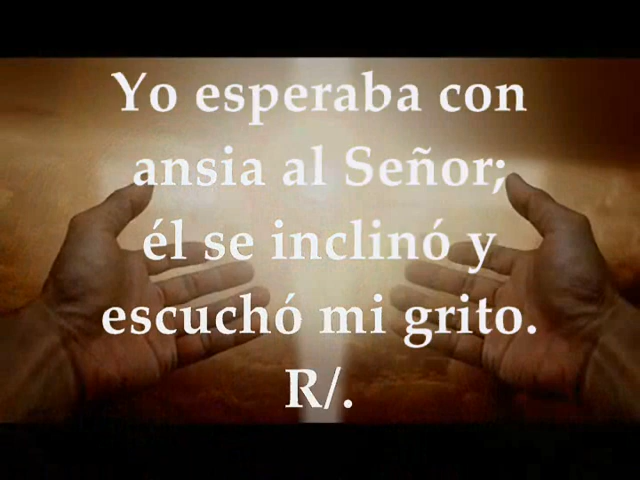 Yo esperaba con
ansia al Señor;
él se inclinó y
escuchó mi grito.
R/.